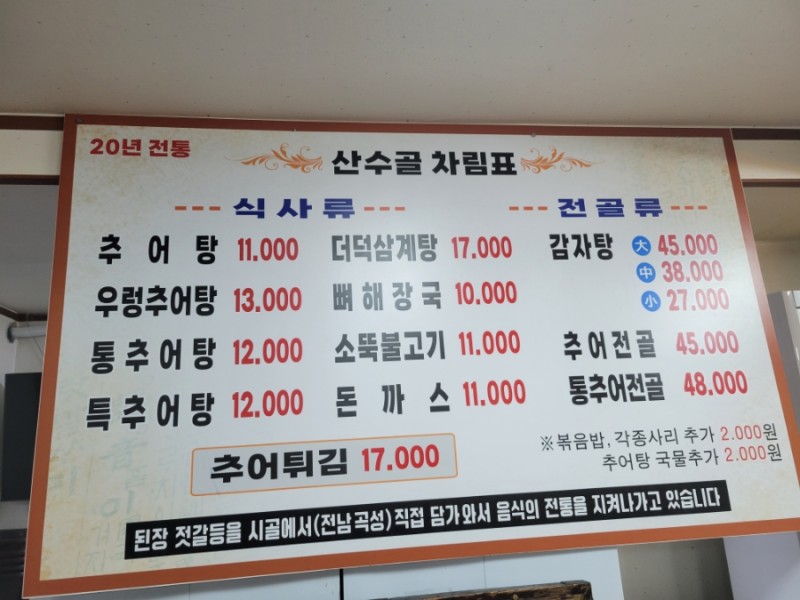 20년 전통
산수골 차림표
--- 식사류 ---
추어탕 11.000
우렁추어탕 13.000
통추어탕 12.000
특추어탕 12.000
더덕삼계탕 17.000
뼈해장국 10.000
소뚝불고기 11.000
돈까스 11.000
추어튀김 17.000
--- 전골류 ---
감자탕 大 45.000
中 38.000
小 27.000
추어전골 45.000
통추어전골 48.000
※볶음밥, 각종사리 추가 2.000원
추어탕 국물추가 2.000원
된장 젓갈등을 시골에서(전남곡성) 직접 담가와서 음식의 전통을 지켜나가고 있습니다